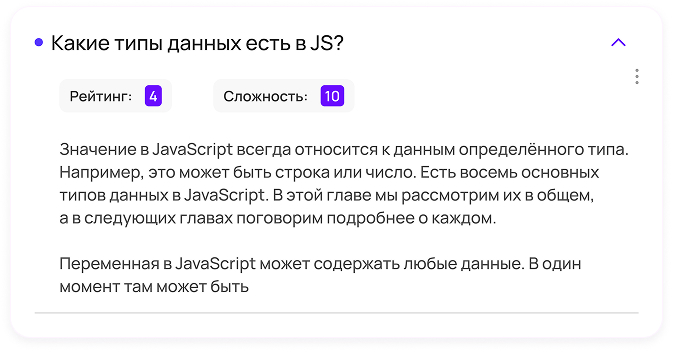 Какие типы данных есть в JS?
Рейтинг: 4 Сложность: 10
Значение в JavaScript всегда относится к данным определённого типа.
Например, это может быть строка или число. Есть восемь основных
типов данных в JavaScript. В этой главе мы рассмотрим их в общем,
а в следующих главах поговорим подробнее о каждом.
Переменная в JavaScript может содержать любые данные. В один
момент там может быть